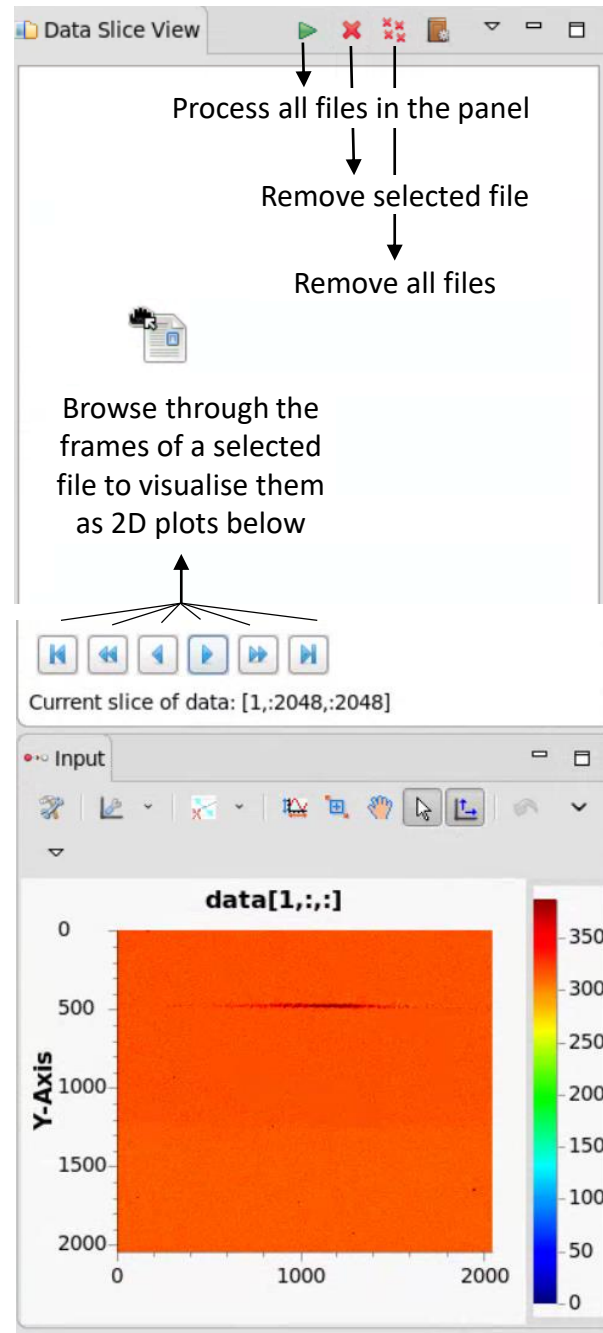 Data Slice View
Process all files in the panel
Remove selected file
Remove all files
Browse through the
frames of a selected
file to visualise them
as 2D plots below
Current slice of data: [1,:2048,:2048]
Input
data[1,:,:]
0
500
1000
1500
2000
Y-Axis
0
1000
2000
350
300
250
200
150
100
50
0